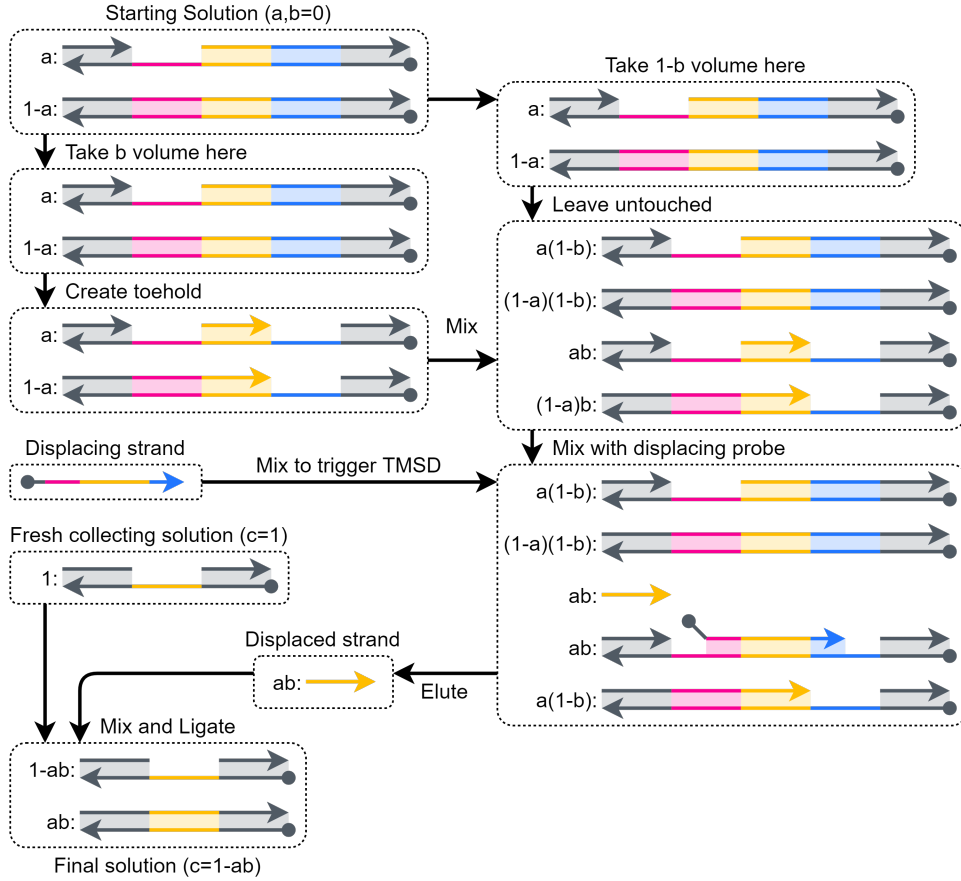 Starting Solution (a,b=0)
a:
1-a:
Take 1-b volume here
a:
1-a:
Take b volume here
a:
1-a:
Leave untouched
a(1-b):
(1-a)(1-b):
ab:
(1-a)b:
Create toehold
a:
1-a:
Mix
Displacing strand
Mix to trigger TMSD
Mix with displacing probe
a(1-b):
(1-a)(1-b):
ab:
ab:
a(1-b):
Fresh collecting solution (c=1)
1:
Displaced strand
ab:
Elute
Mix and Ligate
1-ab:
ab:
Final solution (c=1-ab)